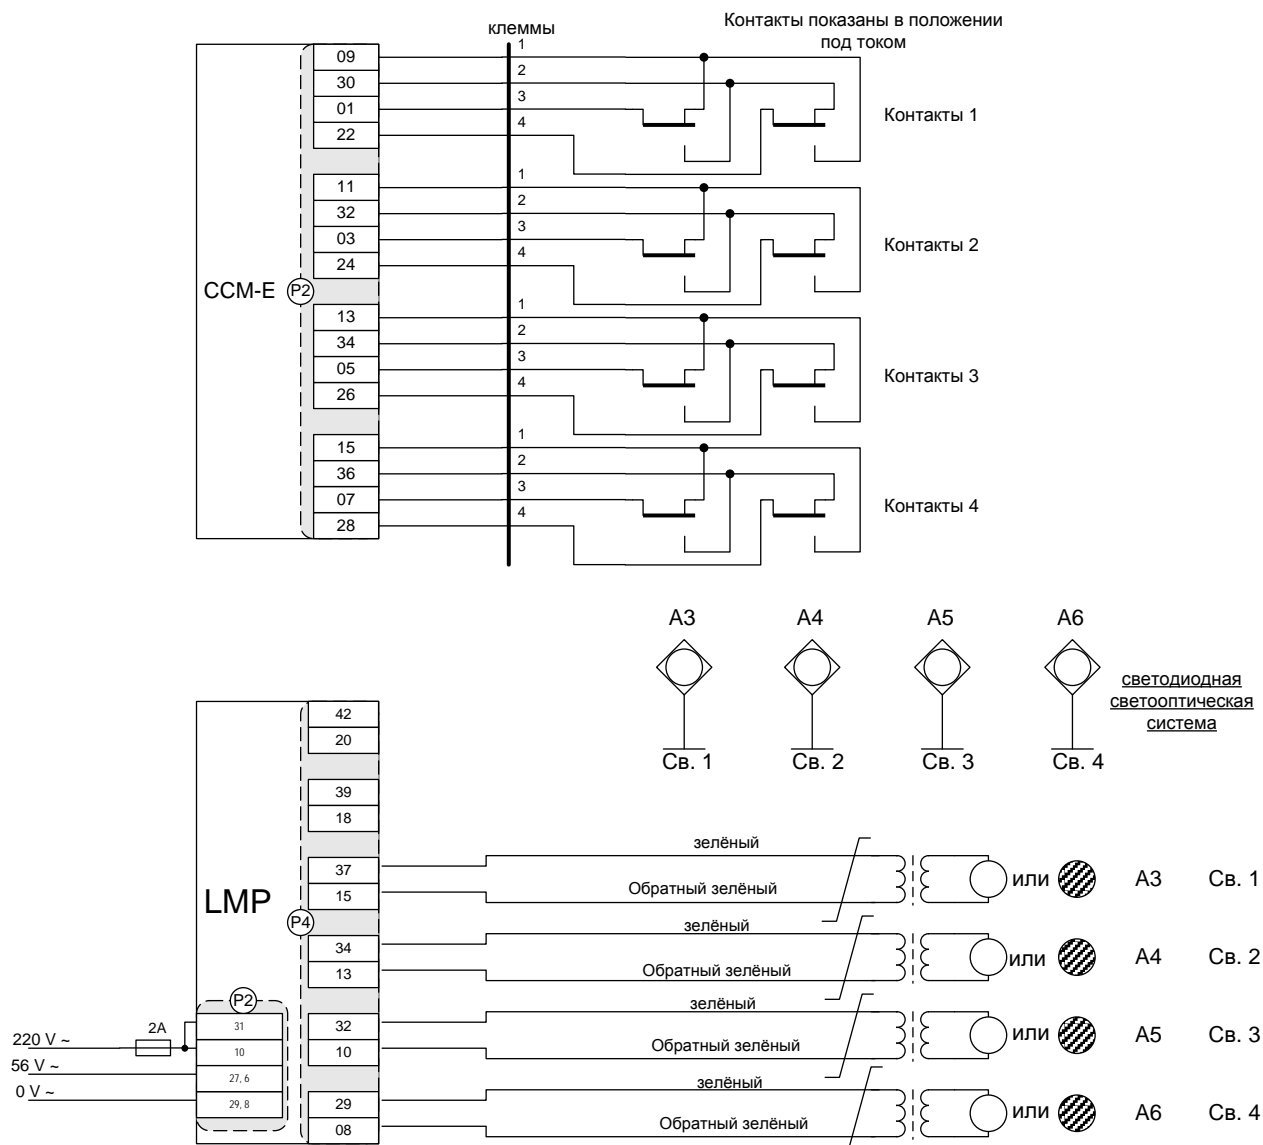 Контакты показаны в положении
под током
клеммы
09
30
01
22
1
2
3
4
Контакты 1
11
32
03
24
1
2
3
4
Контакты 2
CCM-E
P2
13
34
05
26
1
2
3
4
Контакты 3
15
36
07
28
1
2
3
4
Контакты 4
A3
A4
A5
A6
светодиодная
светооптическая
система
Св. 1
Св. 2
Св. 3
Св. 4
LMP
P4
42
20
39
18
37
15
34
13
32
10
29
08
зелёный
Обратный зелёный
или
A3
Св. 1
зелёный
Обратный зелёный
или
A4
Св. 2
зелёный
Обратный зелёный
или
A5
Св. 3
зелёный
Обратный зелёный
или
A6
Св. 4
P2
31
10
27, 6
29, 8
2A
220 V ~
56 V ~
0 V ~